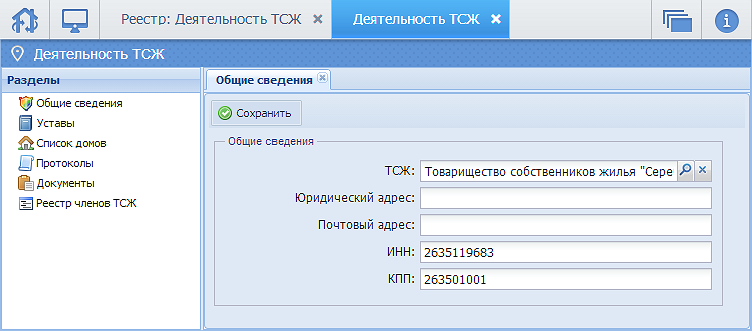 Реестр: Деятельность ТСЖ
Деятельность ТСЖ
Деятельность ТСЖ
Разделы
Общие сведения
Уставы
Список домов
Протоколы
Документы
Реестр членов ТСЖ
Общие сведения
Сохранить
Общие сведения
ТСЖ: Товарищество собственников жилья "Сере
Юридический адрес:
Почтовый адрес:
ИНН: 2635119683
КПП: 263501001